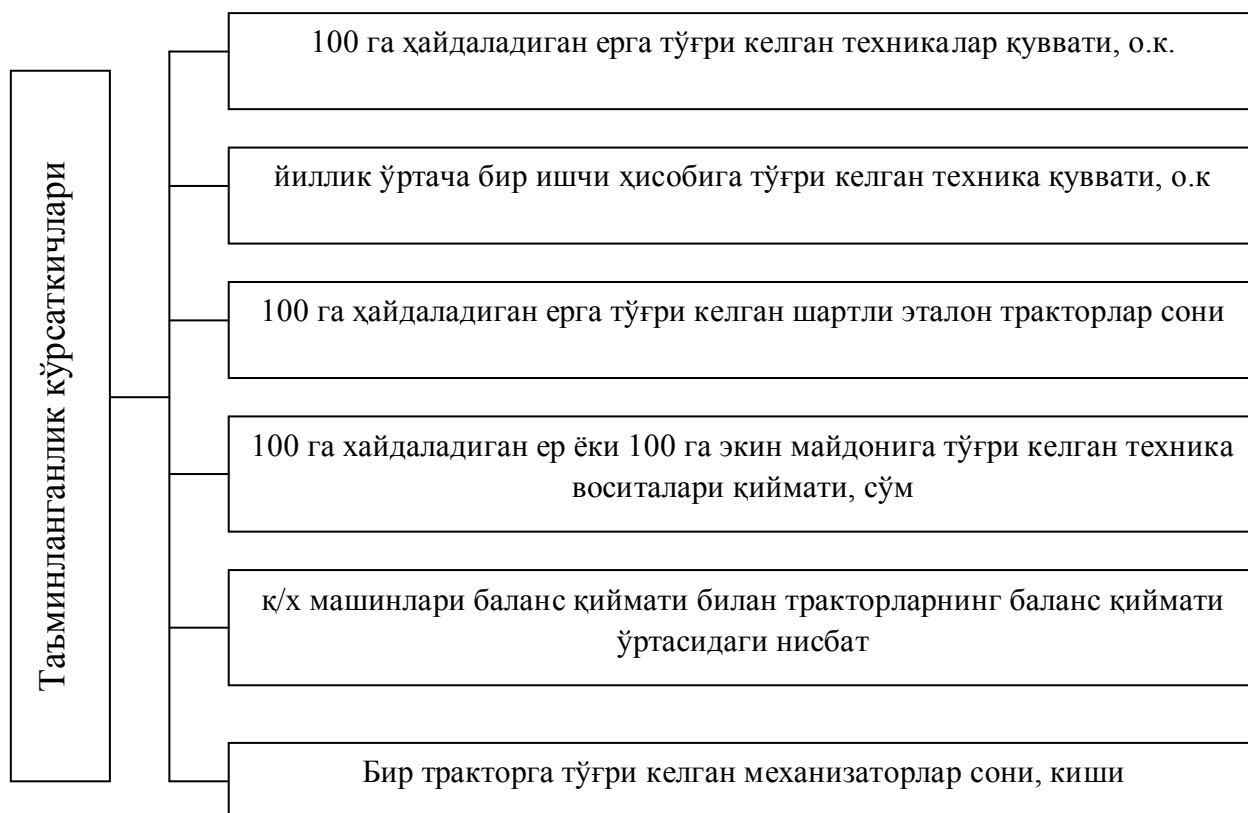 Таъминланганлик кўрсаткичлари
100 га ҳайдаладиган ерга тўғри келган техникалар қуввати, о.к.
йиллик ўртача бир ишчи ҳисобига тўғри келган техника қуввати, о.к
100 га ҳайдаладиган ерга тўғри келган шартли эталон тракторлар сони
100 га хайдаладиган ер ёки 100 га экин майдонига тўғри келган техника
воситалари қиймати, сўм
қ/х машинлари баланс қиймати билан тракторларнинг баланс қиймати
ўртасидаги нисбат
Бир тракторга тўғри келган механизаторлар сони, киши